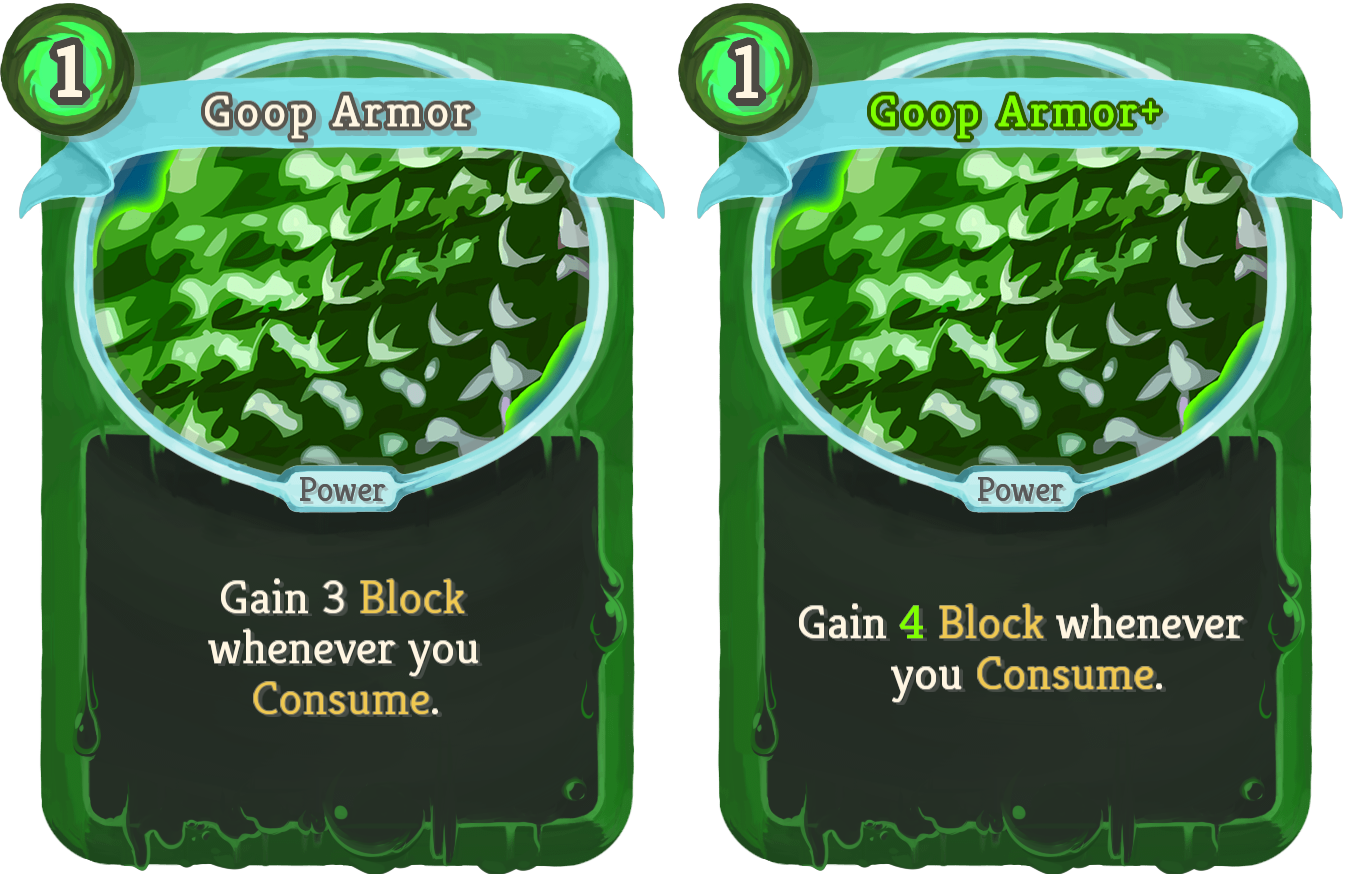 1
Goop Armor
Power
Gain 3 Block
whenever you
Consume.
1
Goop Armor+
Power
Gain 4 Block whenever
you Consume.